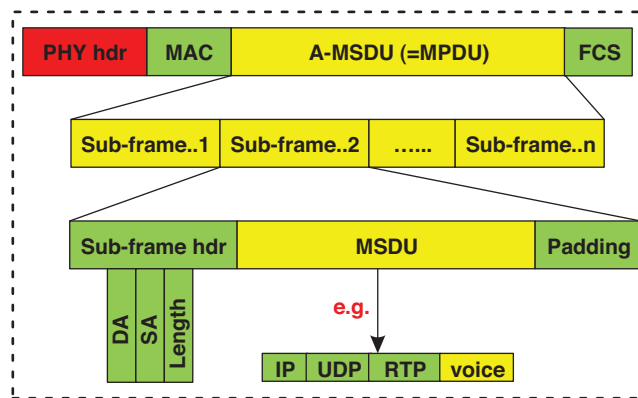 PHY hdr MAC A-MSDU (=MPDU) FCS
Sub-frame..1 Sub-frame..2 ...... Sub-frame..n
Sub-frame hdr MSDU Padding
DA
SA
Length
e.g.
IP UDP RTP voice